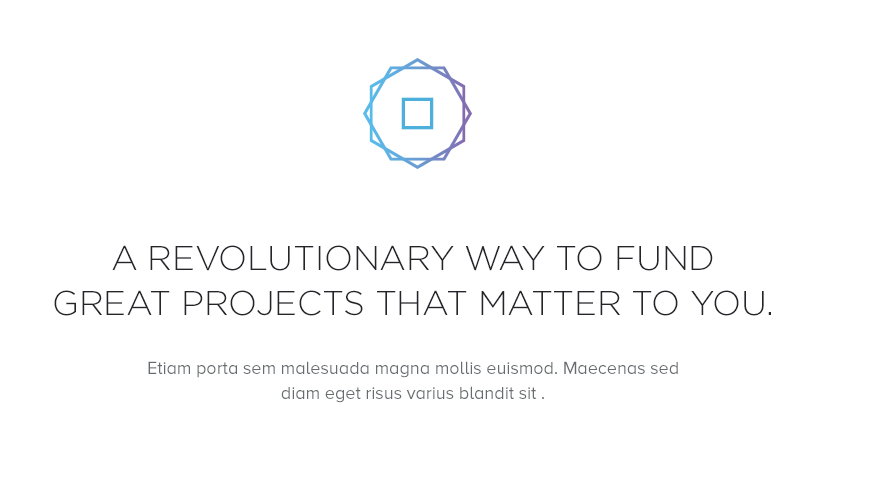 A REVOLUTIONARY WAY TO FUND
GREAT PROJECTS THAT MATTER TO YOU.
Etiam porta sem malesuada magna mollis euismod. Maecenas sed
diam eget risus varius blandit sit .